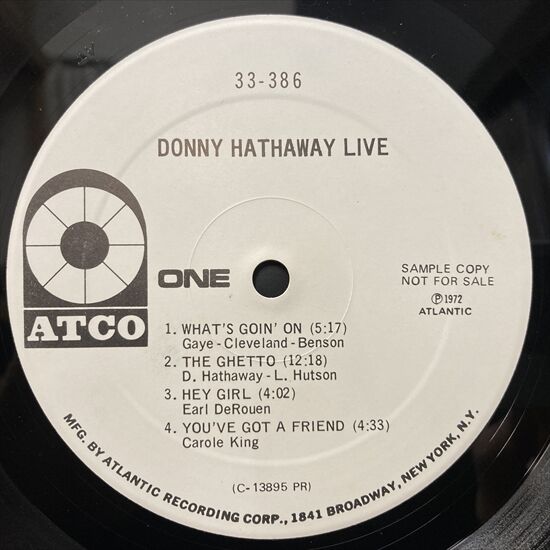 33-386
DONNY HATHAWAY LIVE
ATCO
ONE
SAMPLE COPY
NOT FOR SALE
Ⓟ1972
ATLANTIC
1. WHAT'S GOIN' ON (5:17)
Gaye-Cleveland-Benson
2. THE GHETTO (12:18)
D. Hathaway-L. Hutson
3. HEY GIRL (4:02)
Earl DeRouen
4. YOU'VE GOT A FRIEND (4:33)
Carole King
(C-13895 PR)
MFG. BY ATLANTIC RECORDING CORP., 1841 BROADWAY, NEW YORK, N.Y.